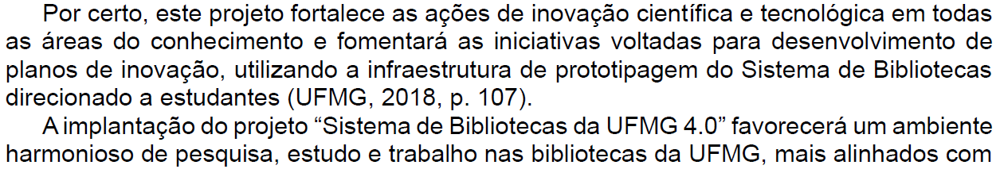 Por certo, este projeto fortalece as ações de inovação científica e tecnológica em todas
as áreas do conhecimento e fomentará as iniciativas voltadas para desenvolvimento de
planos de inovação, utilizando a infraestrutura de prototipagem do Sistema de Bibliotecas
direcionado a estudantes (UFMG, 2018, p. 107).
A implantação do projeto “Sistema de Bibliotecas da UFMG 4.0” favorecerá um ambiente
harmonioso de pesquisa, estudo e trabalho nas bibliotecas da UFMG, mais alinhados com